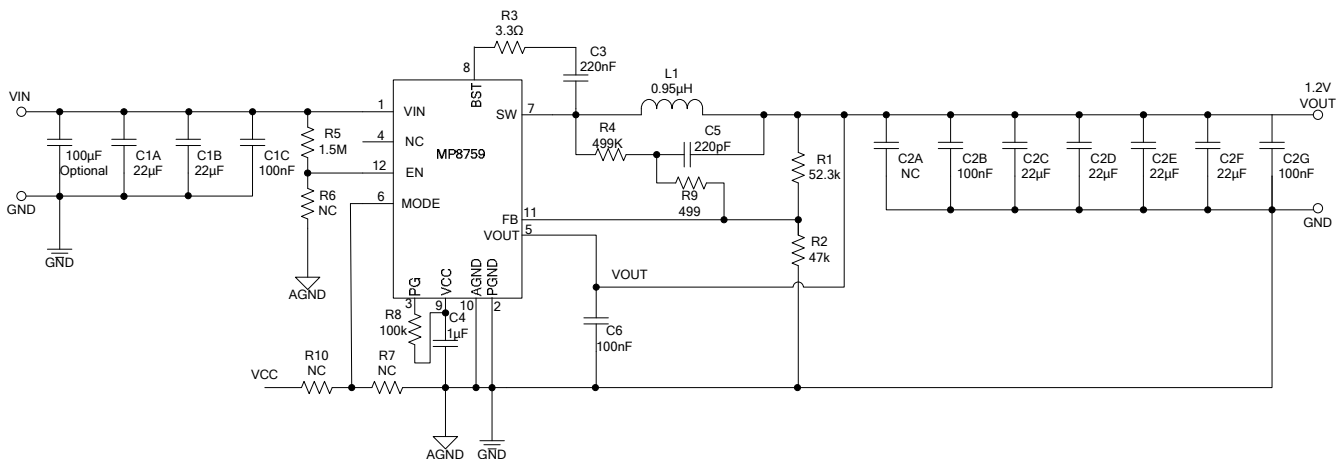 R3
3.3Ω
C3
220nF
8
BST
L1
0.95µH
1.2V
VOUT
VIN
1
VIN
SW
7
R4
499K
C5
220pF
R9
499
R1
52.3k
C2A
NC
C2B
100nF
C2C
22µF
C2D
22µF
C2E
22µF
C2F
22µF
C2G
100nF
100µF
Optional
C1A
22µF
C1B
22µF
C1C
100nF
R5
1.5M
4
NC
MP8759
12
EN
R6
NC
6
MODE
GND
GND
FB
11
VOUT
5
R2
47k
GND
AGND
VOUT
PG
VCC
AGND
PGND
3
9
10
2
R8
100k
C4
1µF
C6
100nF
VCC
R10
NC
R7
NC
AGND
GND